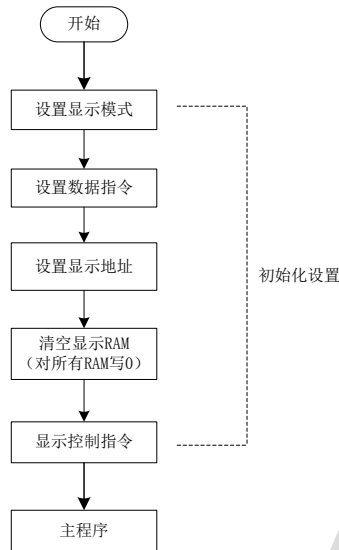 开始
设置显示模式
设置数据指令
设置显示地址
初始化设置
清空显示RAM
（对所有RAM写0）
显示控制指令
主程序